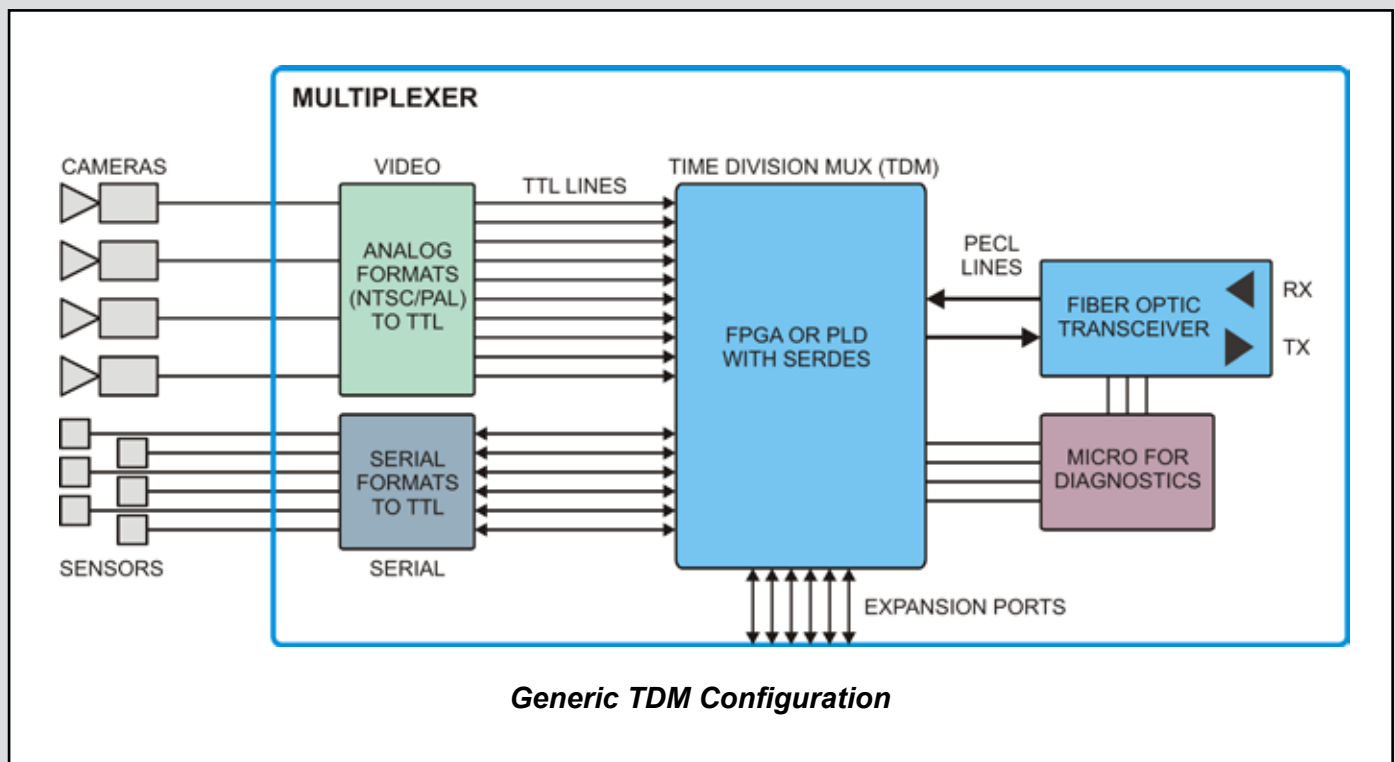 MULTIPLEXER
CAMERAS
VIDEO
TTL LINES
TIME DIVISION MUX (TDM)
ANALOG
FORMATS
(NTSC/PAL)
TO TTL
PECL
LINES
FPGA OR PLD
WITH SERDES
FIBER OPTIC
TRANSCEIVER
RX
TX
SERIAL
FORMATS
TO TTL
MICRO FOR
DIAGNOSTICS
SENSORS
SERIAL
EXPANSION PORTS
Generic TDM Configuration